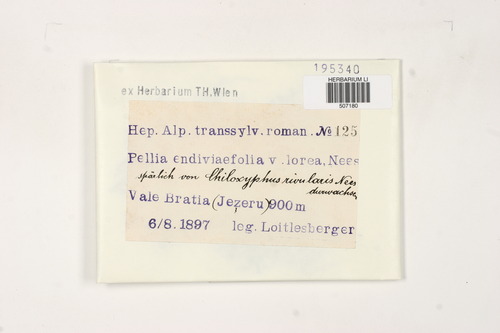 195340
HERBARIUM LI
507180
ex Herbarium TH.Wien
Hep. Alp. transsylv. roman. No 125
Pellia endiviaefolia v. lorea, Nees
spärlich von Chiloscyphus rivularis Nees
durwachsen
Vale Bratia (Jezeru) 900 m
6/8. 1897 leg. Loitlesberger